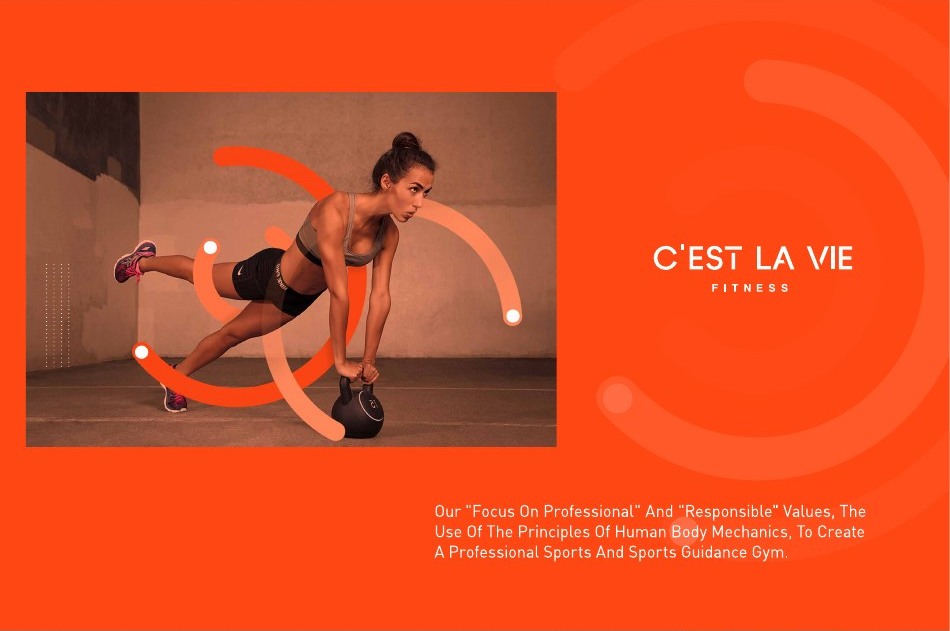 C'EST LA VIE
FITNESS
Our "Focus On Professional" And "Responsible" Values, The
Use Of The Principles Of Human Body Mechanics, To Create
A Professional Sports And Sports Guidance Gym.